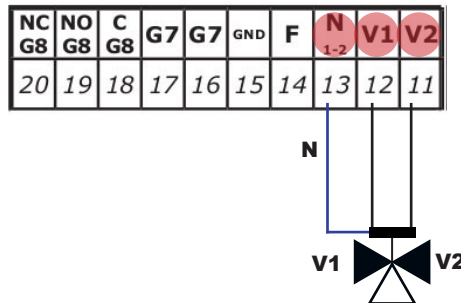 NC NO C G7 G7 GND F N V1 V2
G8 G8 G8 1-2
20 19 18 17 16 15 14 13 12 11
N
V1 V2